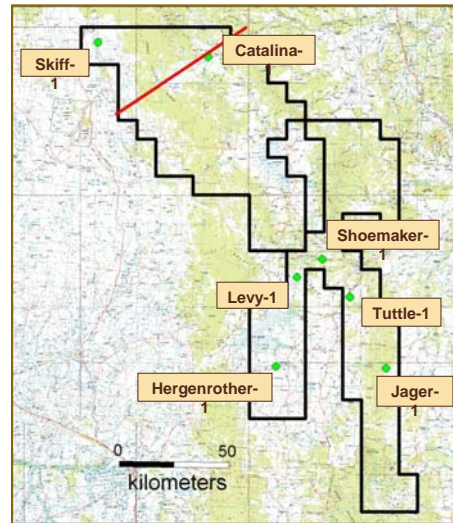 Catalina-
Skiff-
1
Shoemaker-
1
Levy-1
Tuttle-1
Hergenrother-
1
Jager-
1
0 50
kilometers